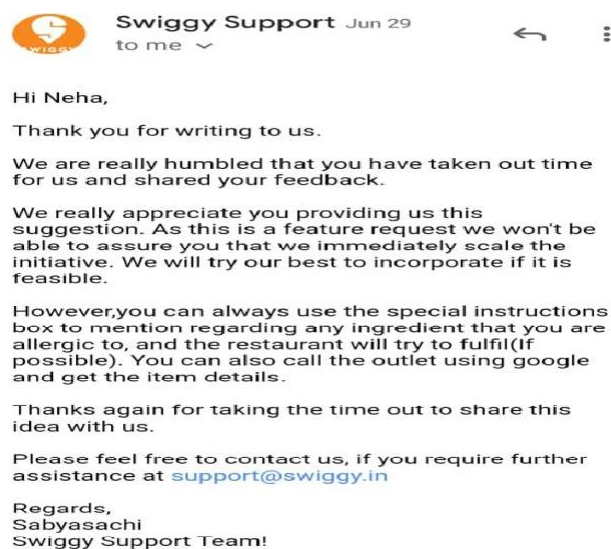 Swiggy Support Jun 29
to me
SWIGGY
Hi Neha,
Thank you for writing to us.
We are really humbled that you have taken out time
for us and shared your feedback.
We really appreciate you providing us this
suggestion. As this is a feature request we won't be
able to assure you that we immediately scale the
initiative. We will try our best to incorporate if it is
feasible.
However,you can always use the special instructions
box to mention regarding any ingredient that you are
allergic to, and the restaurant will try to fulfil(If
possible). You can also call the outlet using google
and get the item details.
Thanks again for taking the time out to share this
idea with us.
Please feel free to contact us, if you require further
assistance at support@swiggy.in
Regards,
Sabyasachi
Swiggy Support Team!